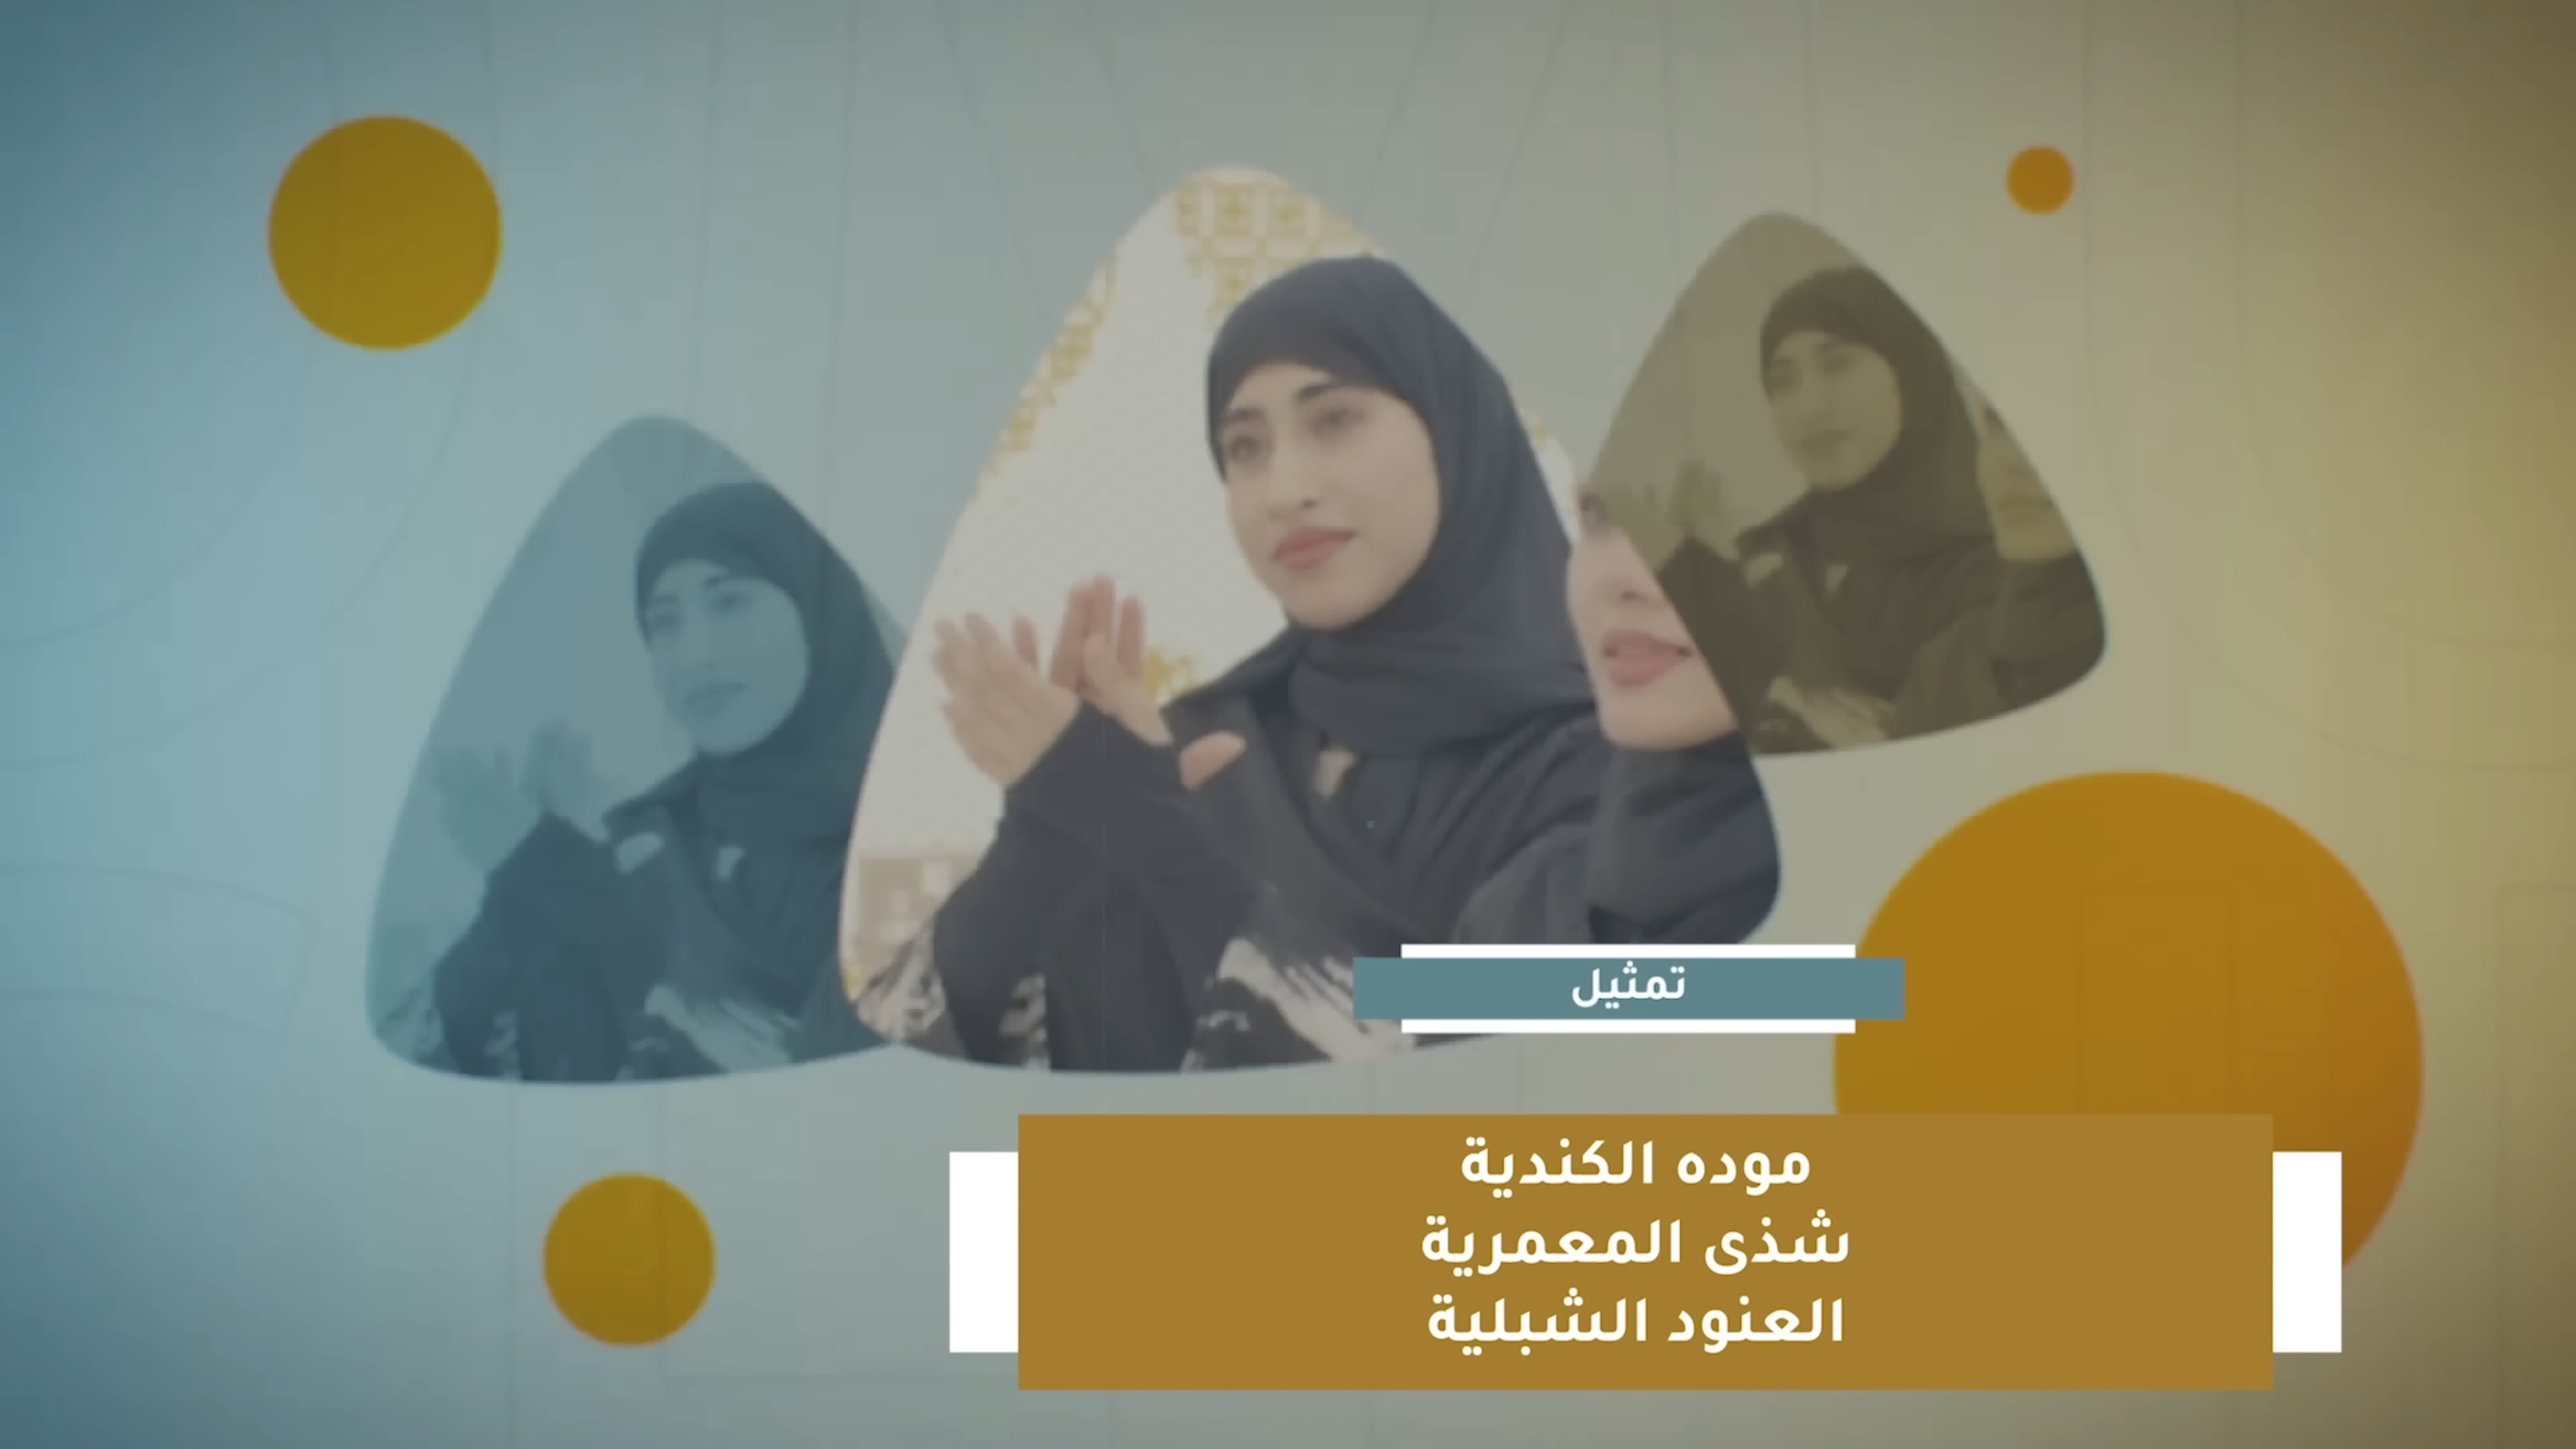 تمثيل
موده الكندية
شذى المعمرية
العنود الشبلية